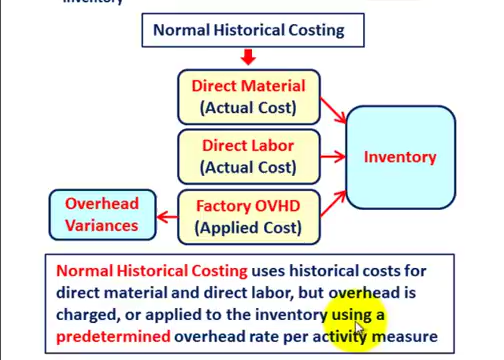 Inventory
Normal Historical Costing
Direct Material
(Actual Cost)
Direct Labor
(Actual Cost)
Inventory
Overhead
Variances
Factory OVHD
(Applied Cost)
Normal Historical Costing uses historical costs for
direct material and direct labor, but overhead is
charged, or applied to the inventory using a
predetermined overhead rate per activity measure